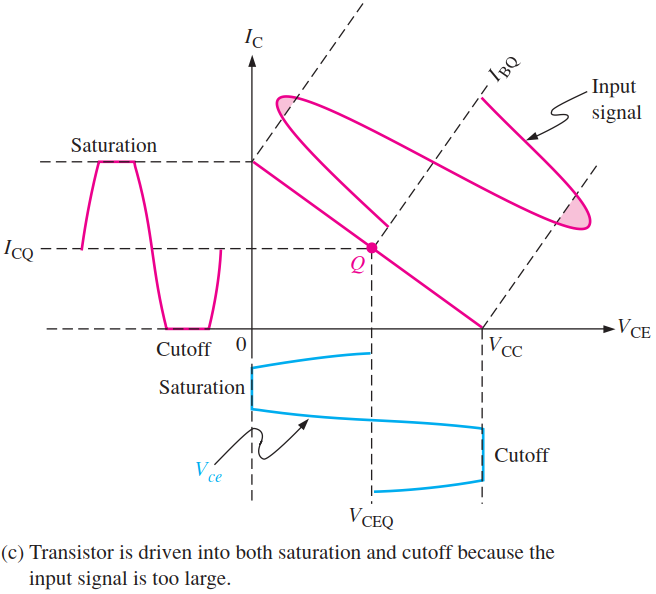 I_C
I_BQ
Input
signal
Saturation
I_CQ
Q
Cutoff
0
V_CC
V_CE
Saturation
V_ce
Cutoff
V_CEQ
(c) Transistor is driven into both saturation and cutoff because the
input signal is too large.